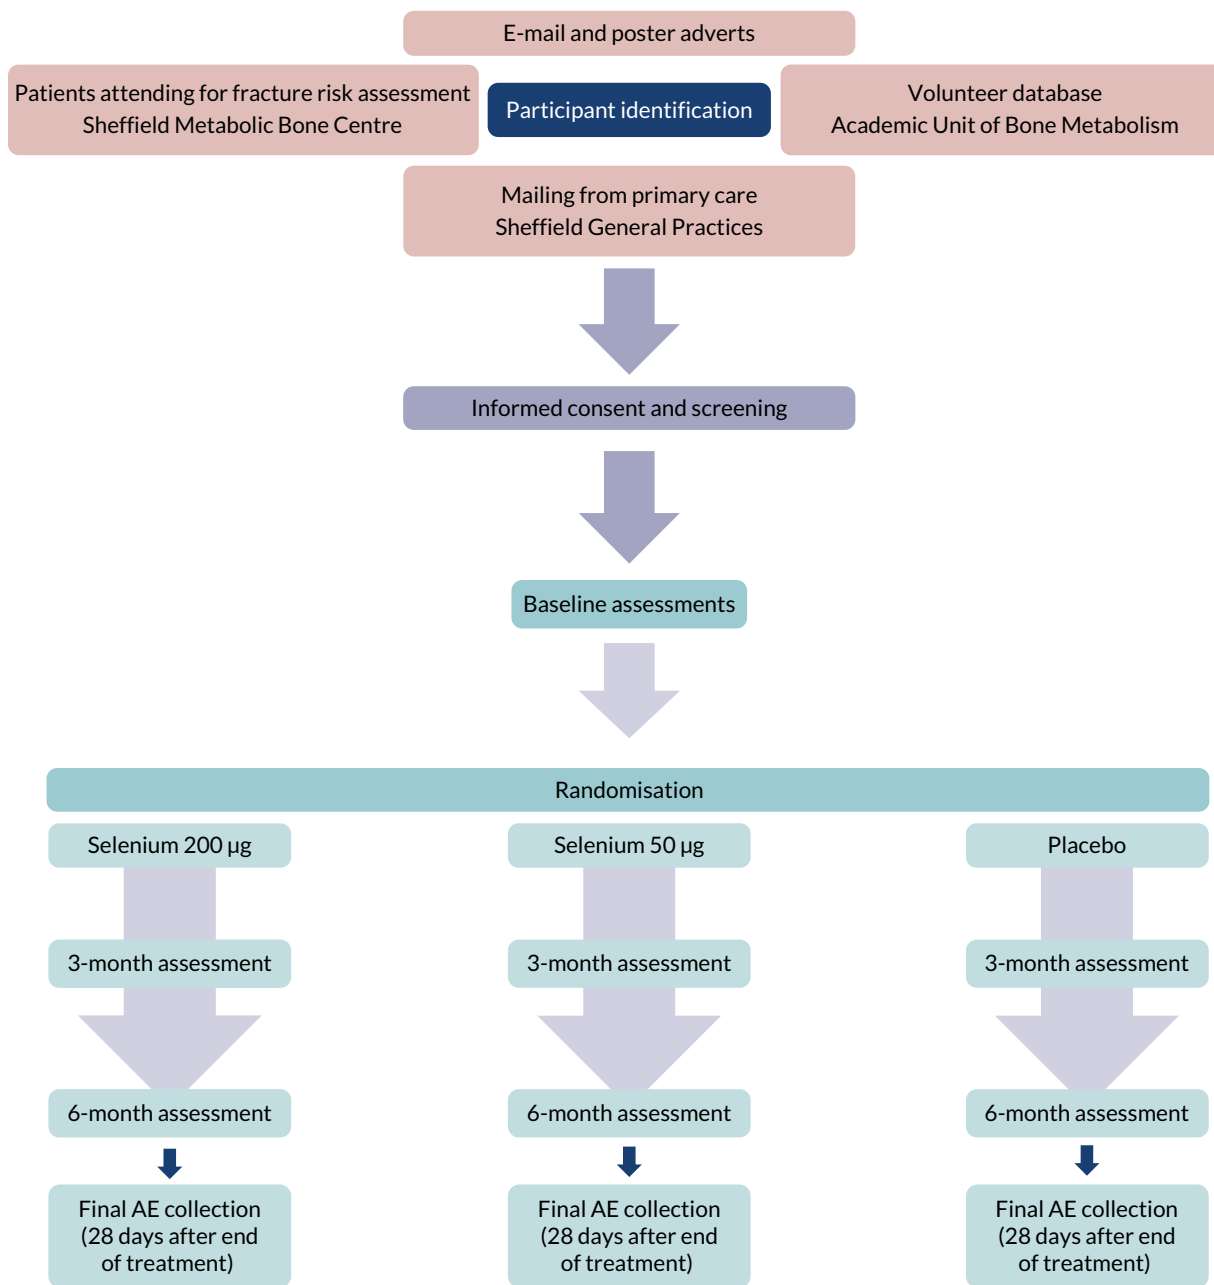 E-mail and poster adverts
Patients attending for fracture risk assessment
Sheffield Metabolic Bone Centre
Participant identification
Volunteer database
Academic Unit of Bone Metabolism
Mailing from primary care
Sheffield General Practices
Informed consent and screening
Baseline assessments
Randomisation
Selenium 200 µg
Selenium 50 µg
Placebo
3-month assessment
3-month assessment
3-month assessment
6-month assessment
6-month assessment
6-month assessment
Final AE collection
(28 days after end
of treatment)
Final AE collection
(28 days after end
of treatment)
Final AE collection
(28 days after end
of treatment)